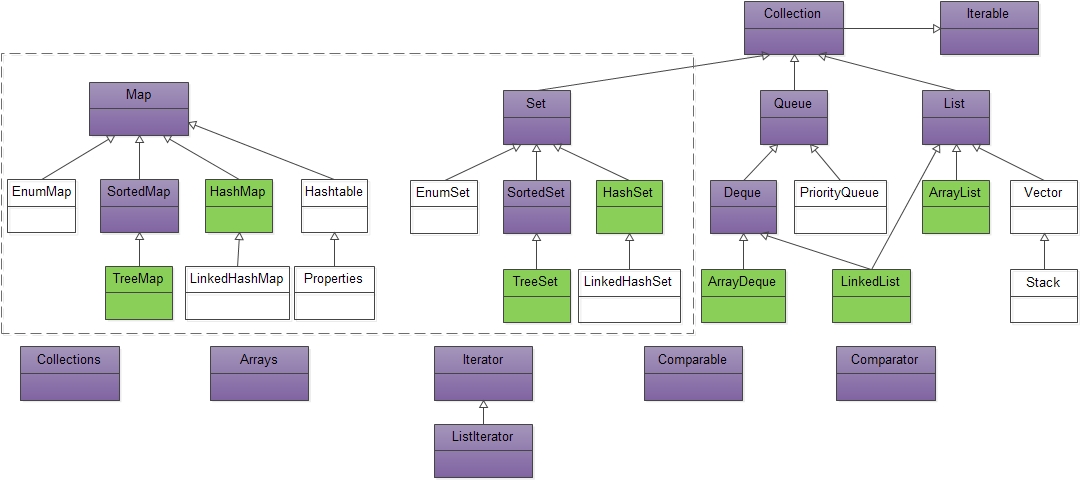 Collection
Iterable
Map
Set
Queue
List
EnumMap
SortedMap
HashMap
Hashtable
EnumSet
SortedSet
HashSet
Deque
PriorityQueue
ArrayList
Vector
TreeMap
LinkedHashMap
Properties
TreeSet
LinkedHashSet
ArrayDeque
LinkedList
Stack
Collections
Arrays
Iterator
Comparable
Comparator
ListIterator